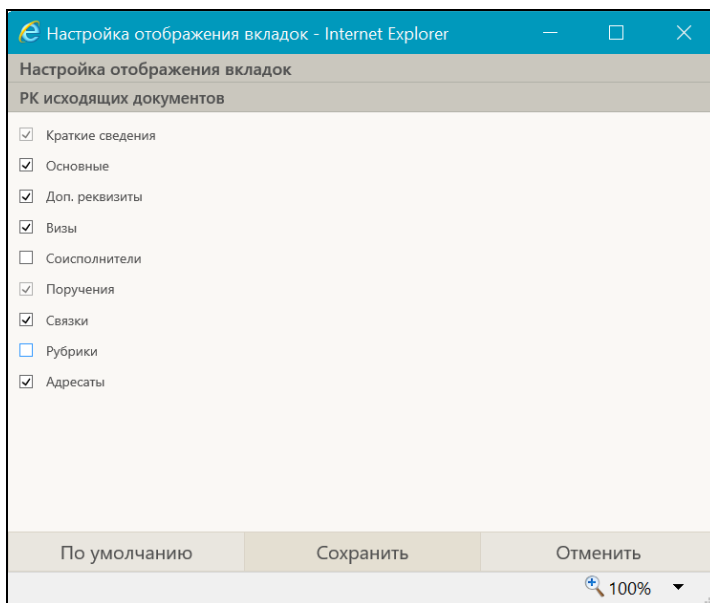 Настройка отображения вкладок - Internet Explorer
Настройка отображения вкладок
РК исходящих документов
Краткие сведения
Основные
Доп. реквизиты
Визы
Соисполнители
Поручения
Связки
Рубрики
Адресаты
По умолчанию Сохранить Отменить
100%